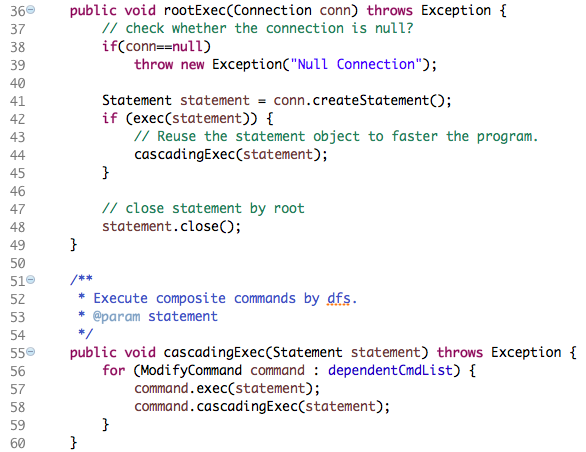 36 public void rootExec(Connection conn) throws Exception {
37 // check whether the connection is null?
38 if(conn==null)
39 throw new Exception("Null Connection");
40
41 Statement statement = conn.createStatement();
42 if (exec(statement)) {
43 // Reuse the statement object to faster the program.
44 cascadingExec(statement);
45 }
46
47 // close statement by root
48 statement.close();
49 }
50
51 /**
52 * Execute composite commands by dfs.
53 * @param statement
54 */
55 public void cascadingExec(Statement statement) throws Exception {
56 for (ModifyCommand command : dependentCmdList) {
57 command.exec(statement);
58 command.cascadingExec(statement);
59 }
60 }